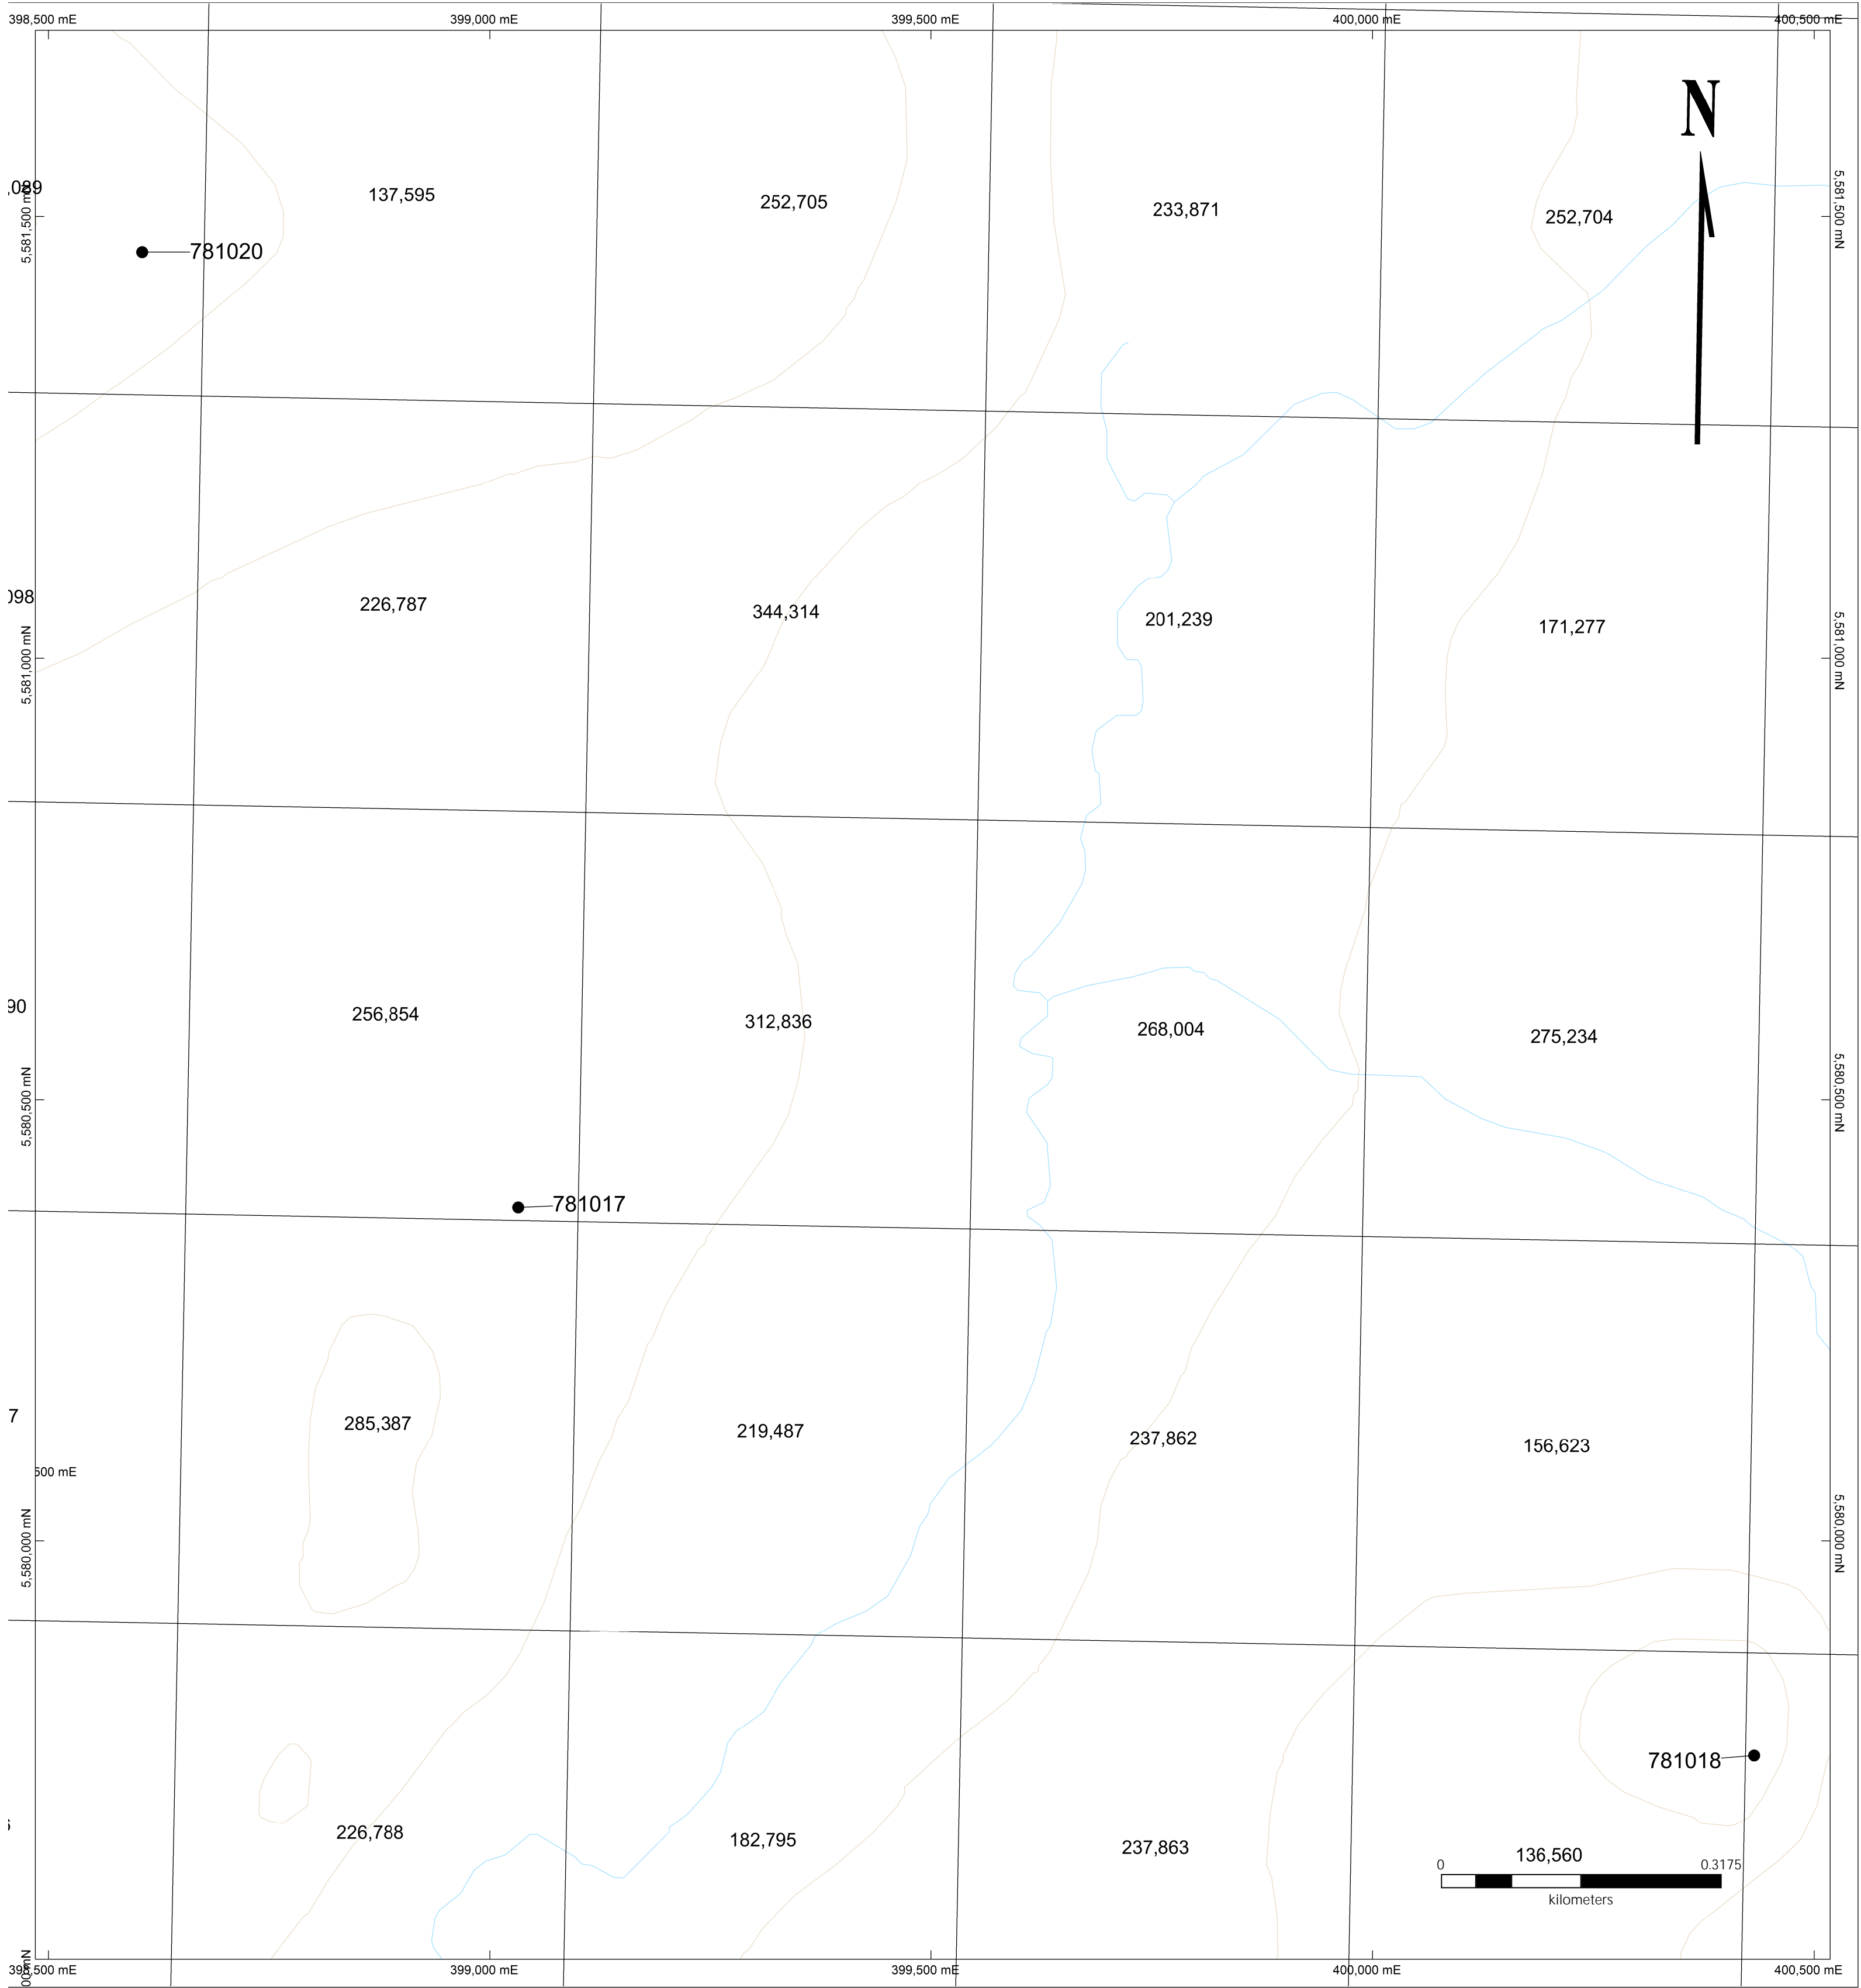 398,500 mE 399,000 mE 399,500 mE 400,000 mE 400,500 mE
N
,089 137,595 252,705 233,871 252,704
5,581,500 mN 5,581,500 mN
781020
098 226,787 344,314 201,239 171,277
5,581,000 mN 5,581,000 mN
90 256,854 312,836 268,004 275,234
5,580,500 mN 5,580,500 mN
781017
7 285,387 219,487 237,862 156,623
500 mE
5,580,000 mN 5,580,000 mN
781018
226,788 182,795 237,863 136,560
0 0.3175
kilometers
398,500 mE 399,000 mE 399,500 mE 400,000 mE 400,500 mE